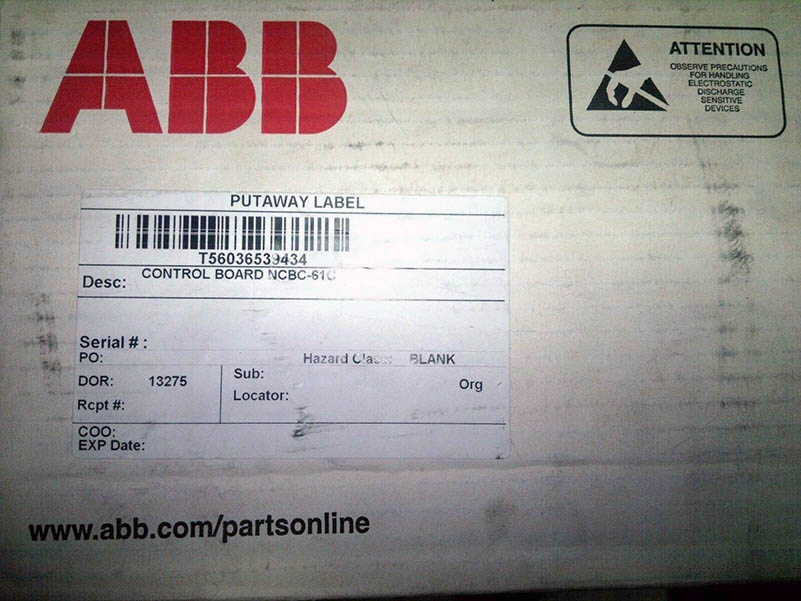 ABB
ATTENTION
OBSERVE PRECAUTIONS
FOR HANDLING
ELECTROSTATIC
DISCHARGE
SENSITIVE
DEVICES
PUTAWAY LABEL
T56036539434
Desc: CONTROL BOARD NCBC-61C
Serial # :
PO: Hazard Class: BLANK
DOR: 13275 Sub: Org
Rcpt #: Locator:
COO:
EXP Date:
www.abb.com/partsonline